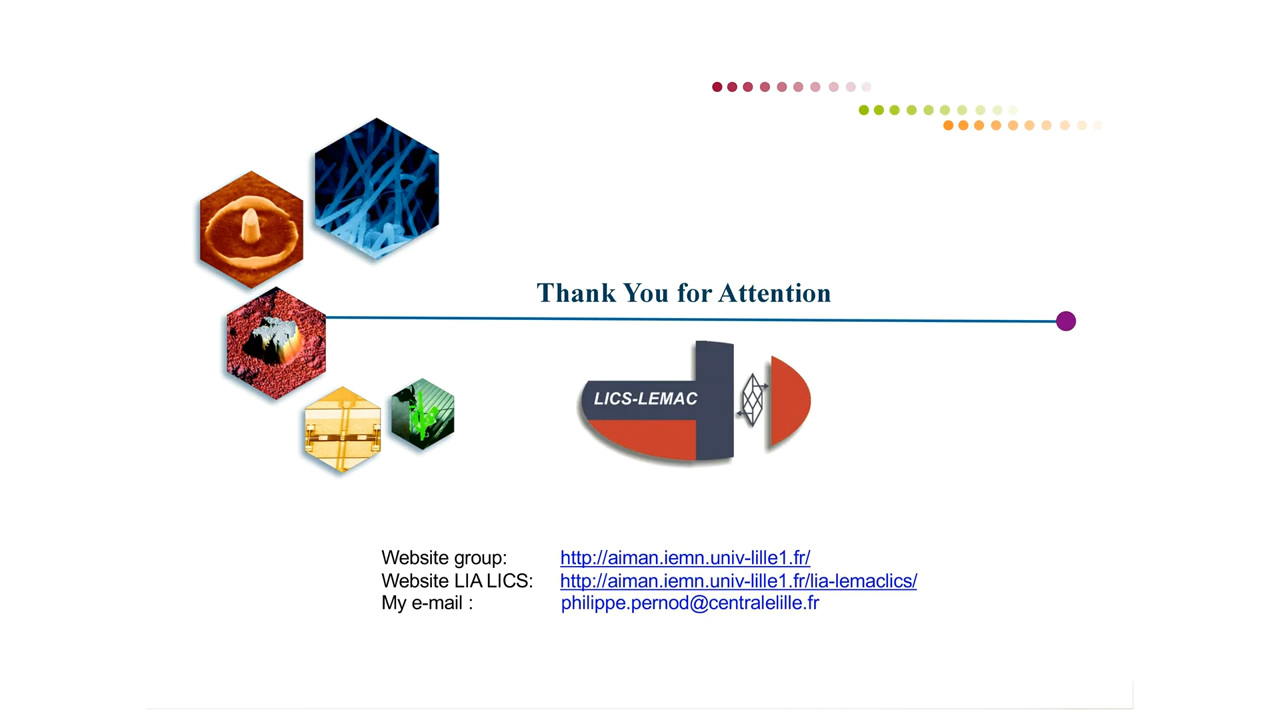 Thank You for Attention
LICS-LEMAC
Website group: http://aiman.iemn.univ-lille1.fr/
Website LIA LICS: http://aiman.iemn.univ-lille1.fr/lia-lemaclics/
My e-mail : philippe.pernod@centralelille.fr